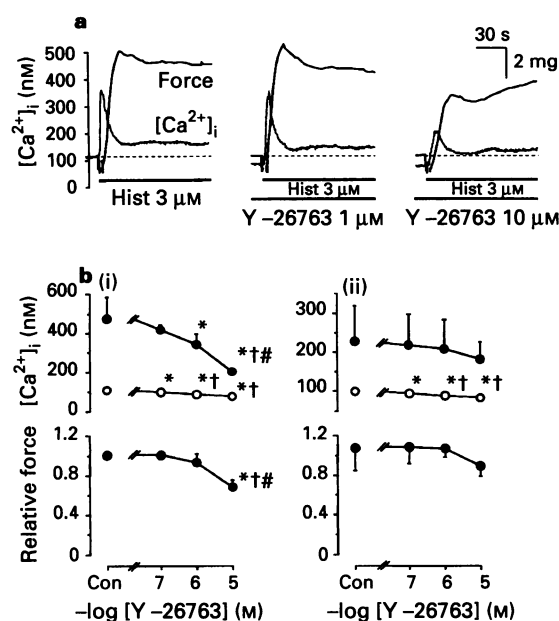 a
500
400
300
200
100
0
[Ca²⁺]ᵢ (nM)
Force
[Ca²⁺]ᵢ
30 s
2 mg
Hist 3 µM
Hist 3 µM
Hist 3 µM
Y –26763 1 µM
Y –26763 10 µM
b (i)
(ii)
600
400
200
0
[Ca²⁺]ᵢ (nM)
*
*†#
*
*†
*†
300
200
100
*
*†
*†
1.2
0.8
0.4
0
Relative force
*†#
1.2
0.8
0.4
0
Con
7
6
5
–log [Y –26763] (M)
Con
7
6
5
–log [Y –26763] (M)